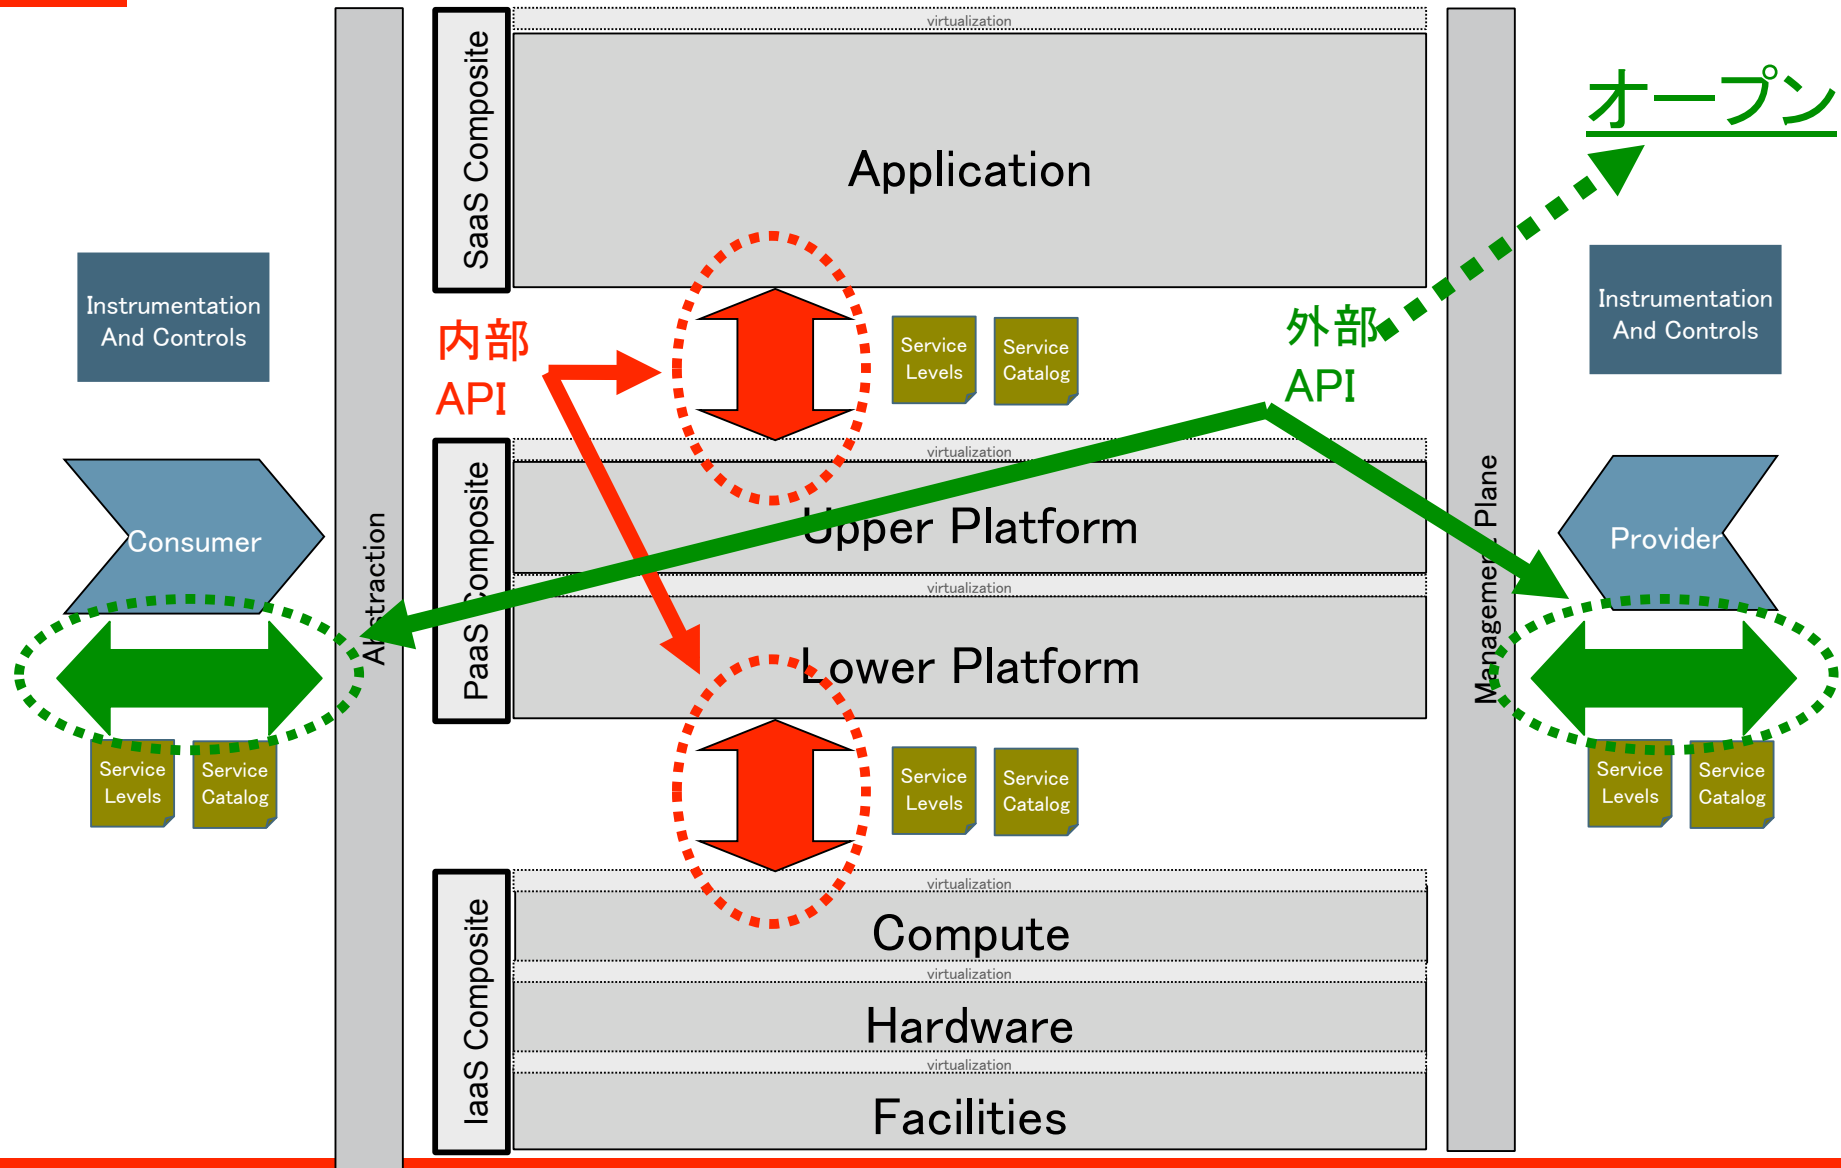 virtualization
SaaS Composite
Application
オープン
Instrumentation
And Controls
Instrumentation
And Controls
内部
API
Service
Levels
Service
Catalog
外部
API
virtualization
PaaS Composite
Upper Platform
Consumer
Abstraction
Management Plane
Provider
virtualization
Lower Platform
Service
Levels
Service
Catalog
Service
Levels
Service
Catalog
Service
Levels
Service
Catalog
virtualization
IaaS Composite
Compute
virtualization
Hardware
virtualization
Facilities